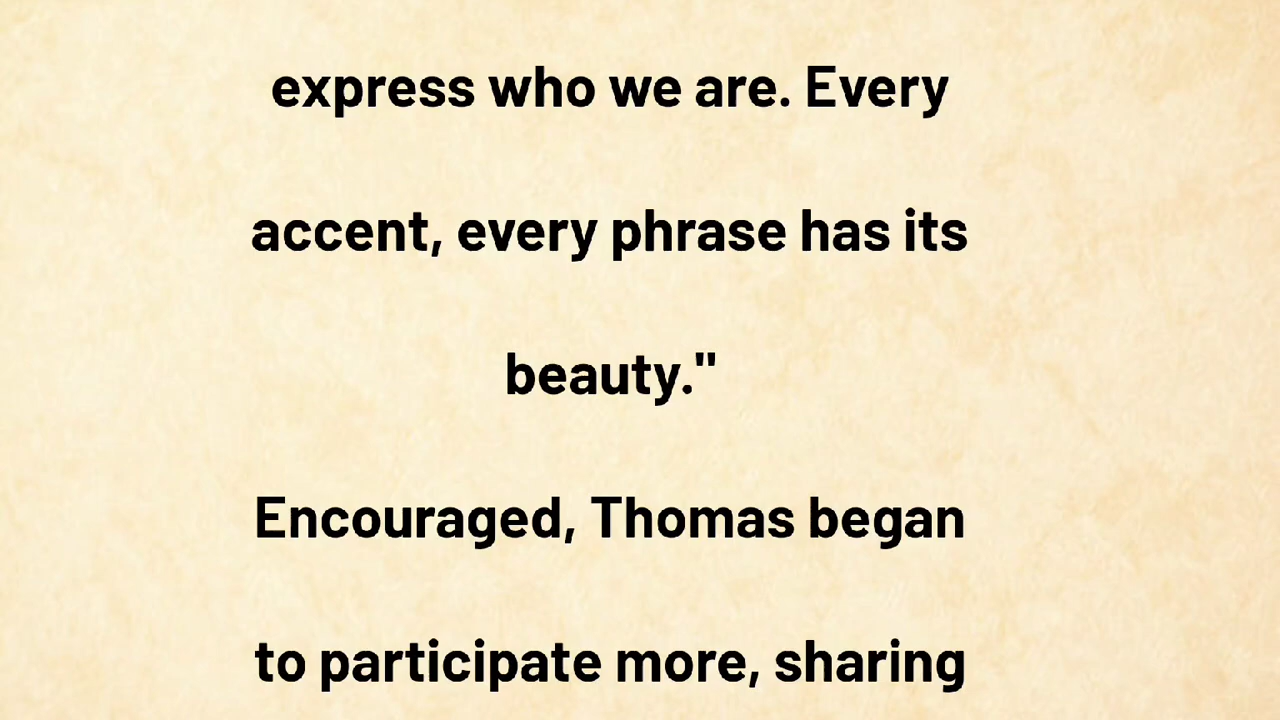 express who we are. Every
accent, every phrase has its
beauty."
Encouraged, Thomas began
to participate more, sharing